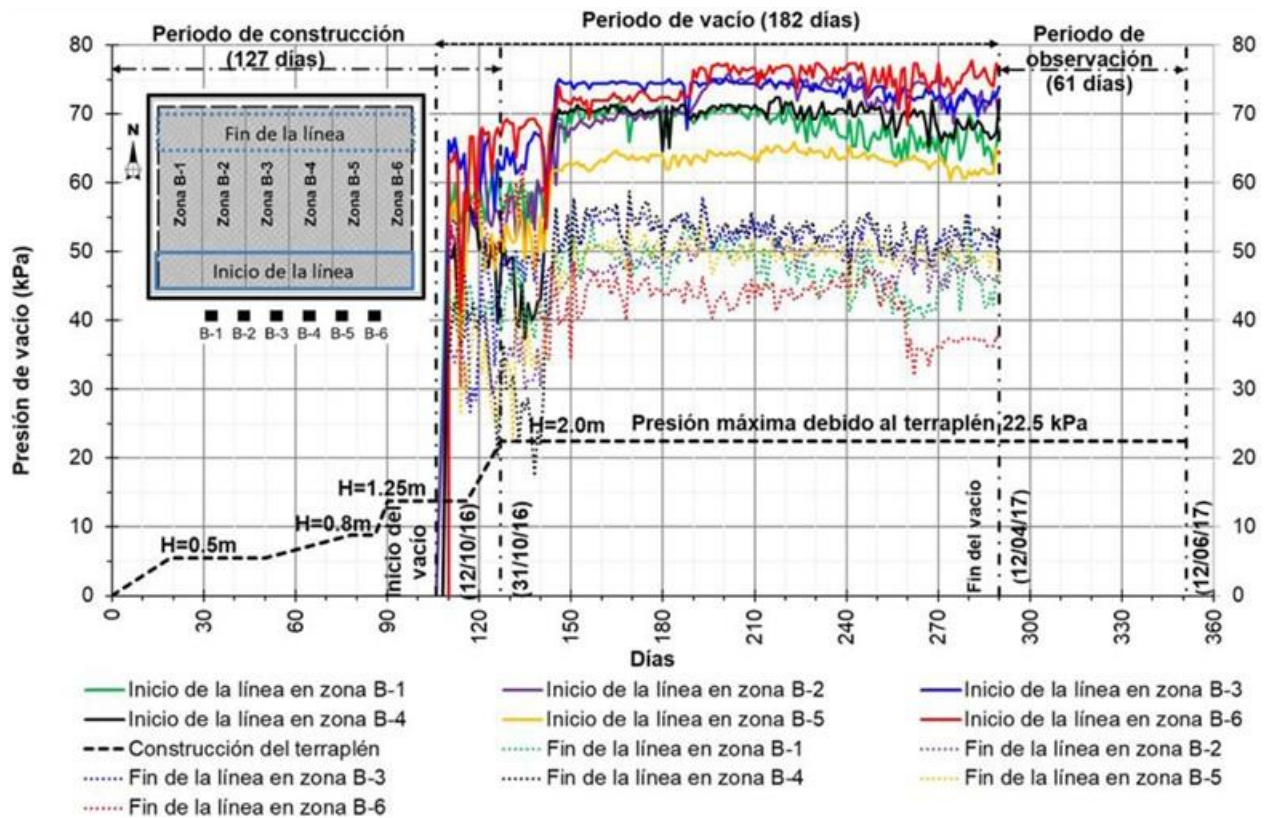 Periodo de vacío (182 días)
Periodo de construcción
(127 días)
Periodo de
observación
(61 días)
Presión de vacío (kPa)
80
70
60
50
40
30
20
10
0
80
70
60
50
40
30
20
10
0
N
Fin de la línea
Zona B-1
Zona B-2
Zona B-3
Zona B-4
Zona B-5
Zona B-6
Inicio de la línea
B-1 B-2 B-3 B-4 B-5 B-6
H=0.5m
H=0.8m
H=1.25m
H=2.0m
Presión máxima debido al terraplén 22.5 kPa
Inicio del
vacío
(12/10/16)
(31/10/16)
Fin del vacío
(12/04/17)
(12/06/17)
0 30 60 90 120 150 180 210 240 270 300 330 360
Días
Inicio de la línea en zona B-1 Inicio de la línea en zona B-2 Inicio de la línea en zona B-3
Inicio de la línea en zona B-4 Inicio de la línea en zona B-5 Inicio de la línea en zona B-6
Construcción del terraplén Fin de la línea en zona B-1 Fin de la línea en zona B-2
Fin de la línea en zona B-3 Fin de la línea en zona B-4 Fin de la línea en zona B-5
Fin de la línea en zona B-6